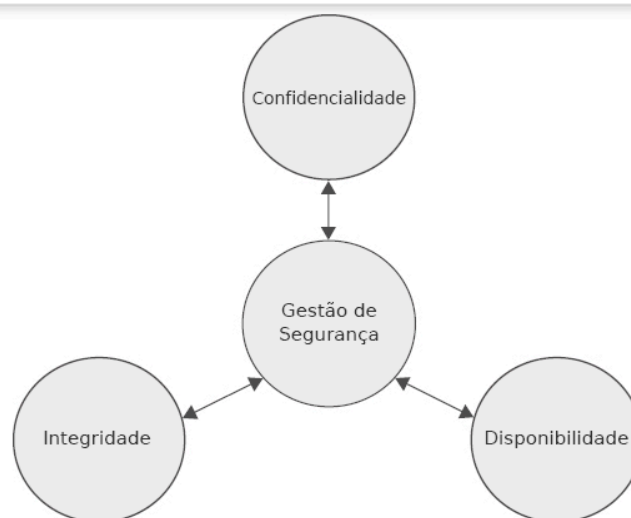 Confidencialidade
Gestão de
Segurança
Integridade
Disponibilidade